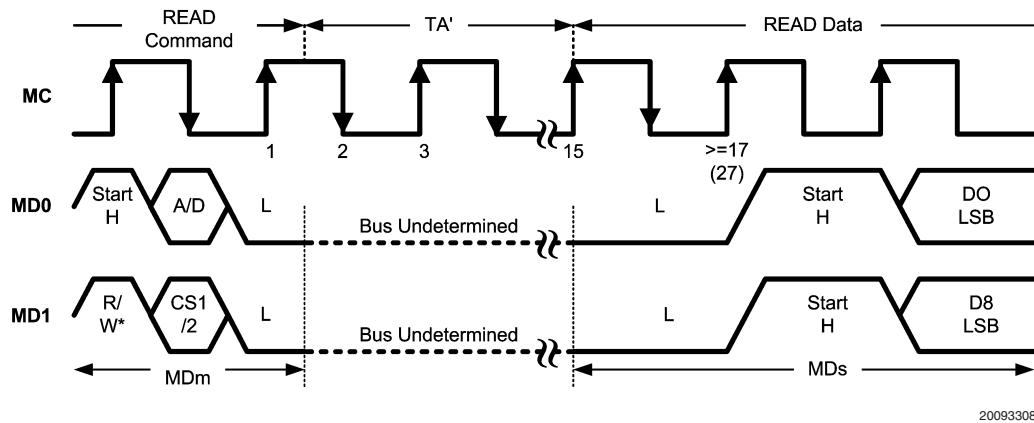 READ
Command
TA'
READ Data
MC
1
2
3
15
>=17
(27)
MD0
Start
H
A/D
L
Bus Undetermined
L
Start
H
DO
LSB
MD1
R/
W*
CS1
/2
L
Bus Undetermined
L
Start
H
D8
LSB
MDm
MDs
20093308